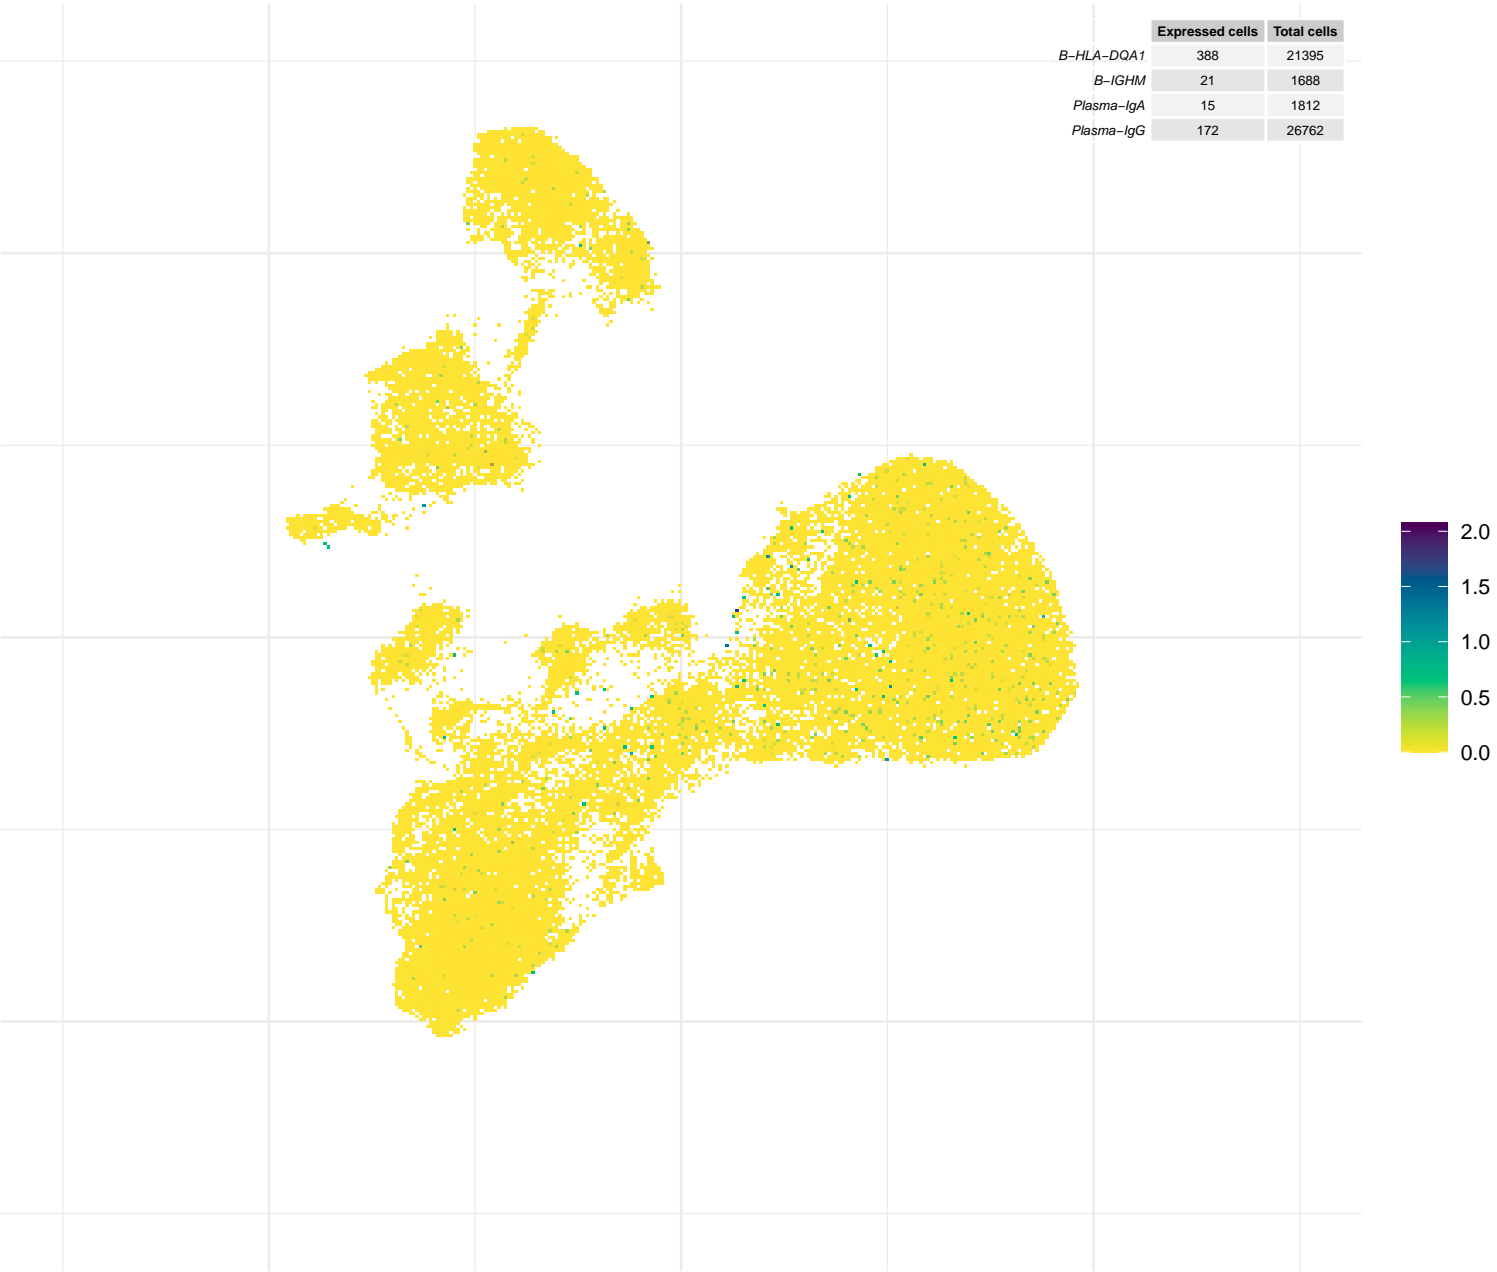 Expressed cells Total cells
B−HLA−DQA1 388 21395
B−IGHM 21 1688
Plasma−IgA 15 1812
Plasma−IgG 172 26762
2.0
1.5
1.0
0.5
0.0